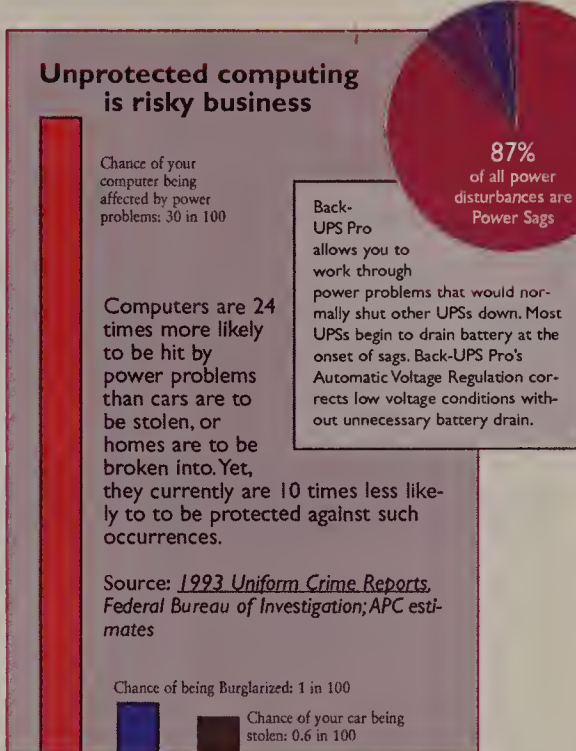 Unprotected computing
is risky business
Chance of your
computer being
affected by power
problems: 30 in 100
87%
of all power
disturbances are
Power Sags
Back-
UPS Pro
allows you to
work through
power problems that would nor-
mally shut other UPSs down. Most
UPSs begin to drain battery at the
onset of sags. Back-UPS Pro's
Automatic Voltage Regulation cor-
rects low voltage conditions with-
out unnecessary battery drain.
Computers are 24
times more likely
to be hit by
power problems
than cars are to
be stolen, or
homes are to be
broken into. Yet,
they currently are 10 times less like-
ly to to be protected against such
occurrences.
Source: 1993 Uniform Crime Reports,
Federal Bureau of Investigation; APC esti-
mates
Chance of being Burglarized: 1 in 100
Chance of your car being
stolen: 0.6 in 100